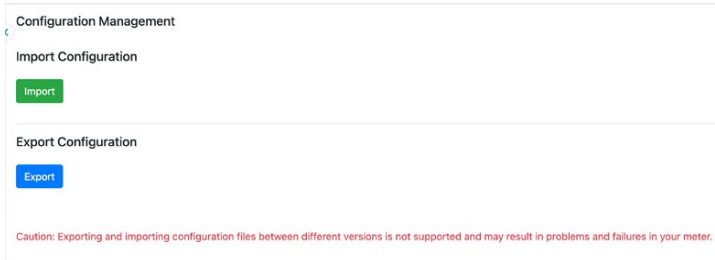 Configuration Management
Import Configuration
Import
Export Configuration
Export
Caution: Exporting and importing configuration files between different versions is not supported and may result in problems and failures in your meter.